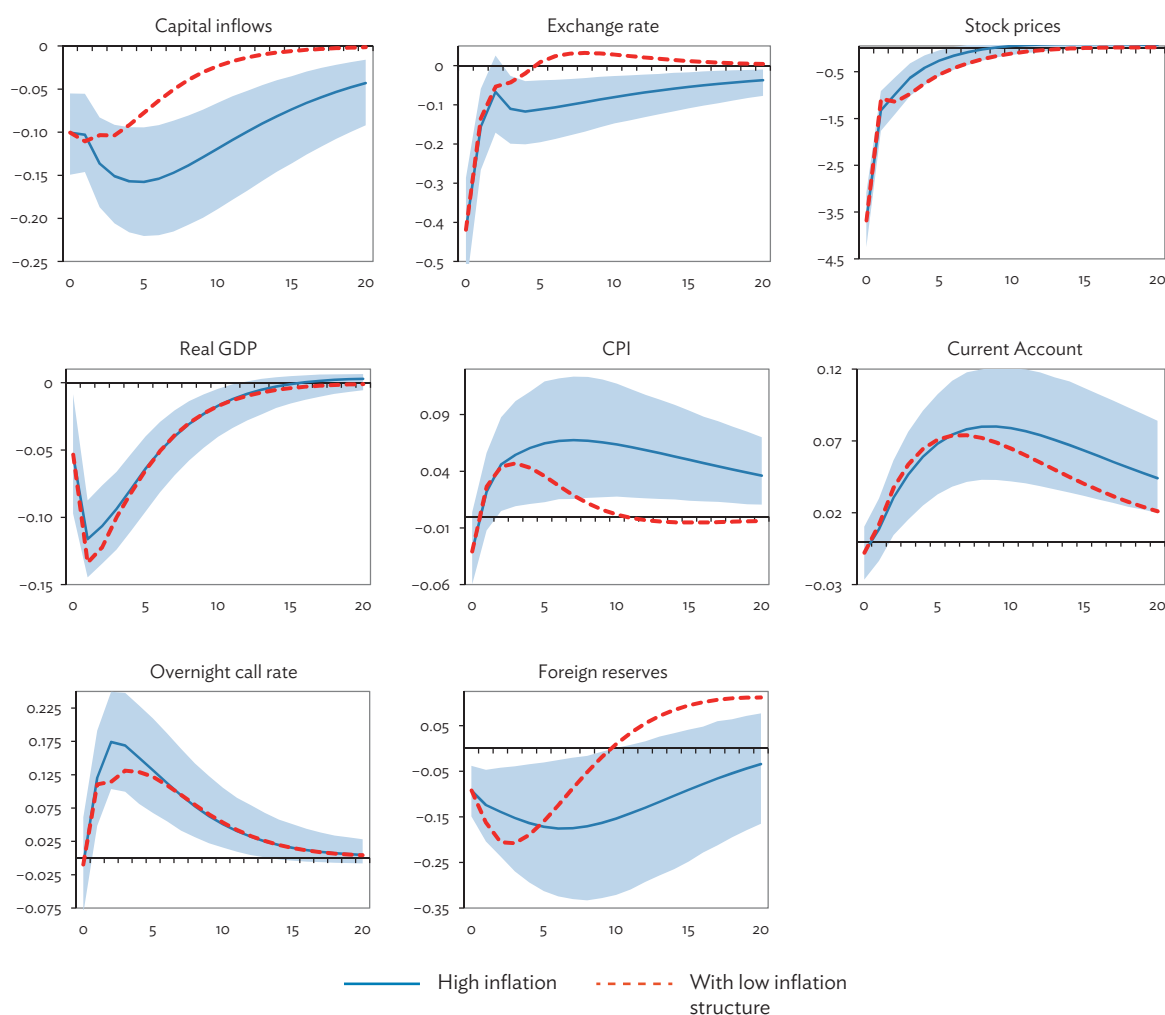 Capital inflows
0
−0.05
−0.10
−0.15
−0.20
−0.25
0 5 10 15 20
Exchange rate
0
−0.1
−0.2
−0.3
−0.4
−0.5
0 5 10 15 20
Stock prices
−0.5
−1.5
−2.5
−3.5
−4.5
0 5 10 15 20
Real GDP
0
−0.05
−0.10
−0.15
0 5 10 15 20
CPI
0.09
0.04
−0.01
−0.06
0 5 10 15 20
Current Account
0.12
0.07
0.02
−0.03
0 5 10 15 20
Overnight call rate
0.225
0.175
0.125
0.075
0.025
−0.025
−0.075
0 5 10 15 20
Foreign reserves
0.05
−0.05
−0.15
−0.25
−0.35
0 5 10 15 20
High inflation
With low inflation
structure